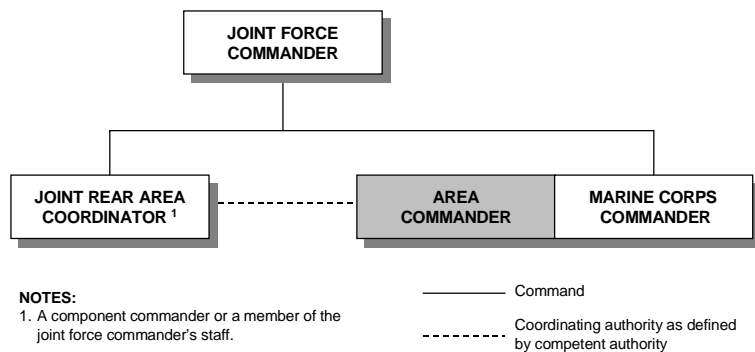 JOINT FORCE
COMMANDER
JOINT REAR AREA
COORDINATOR 1
AREA
COMMANDER
MARINE CORPS
COMMANDER
NOTES:
1. A component commander or a member of the
joint force commander's staff.
Command
Coordinating authority as defined
by competent authority